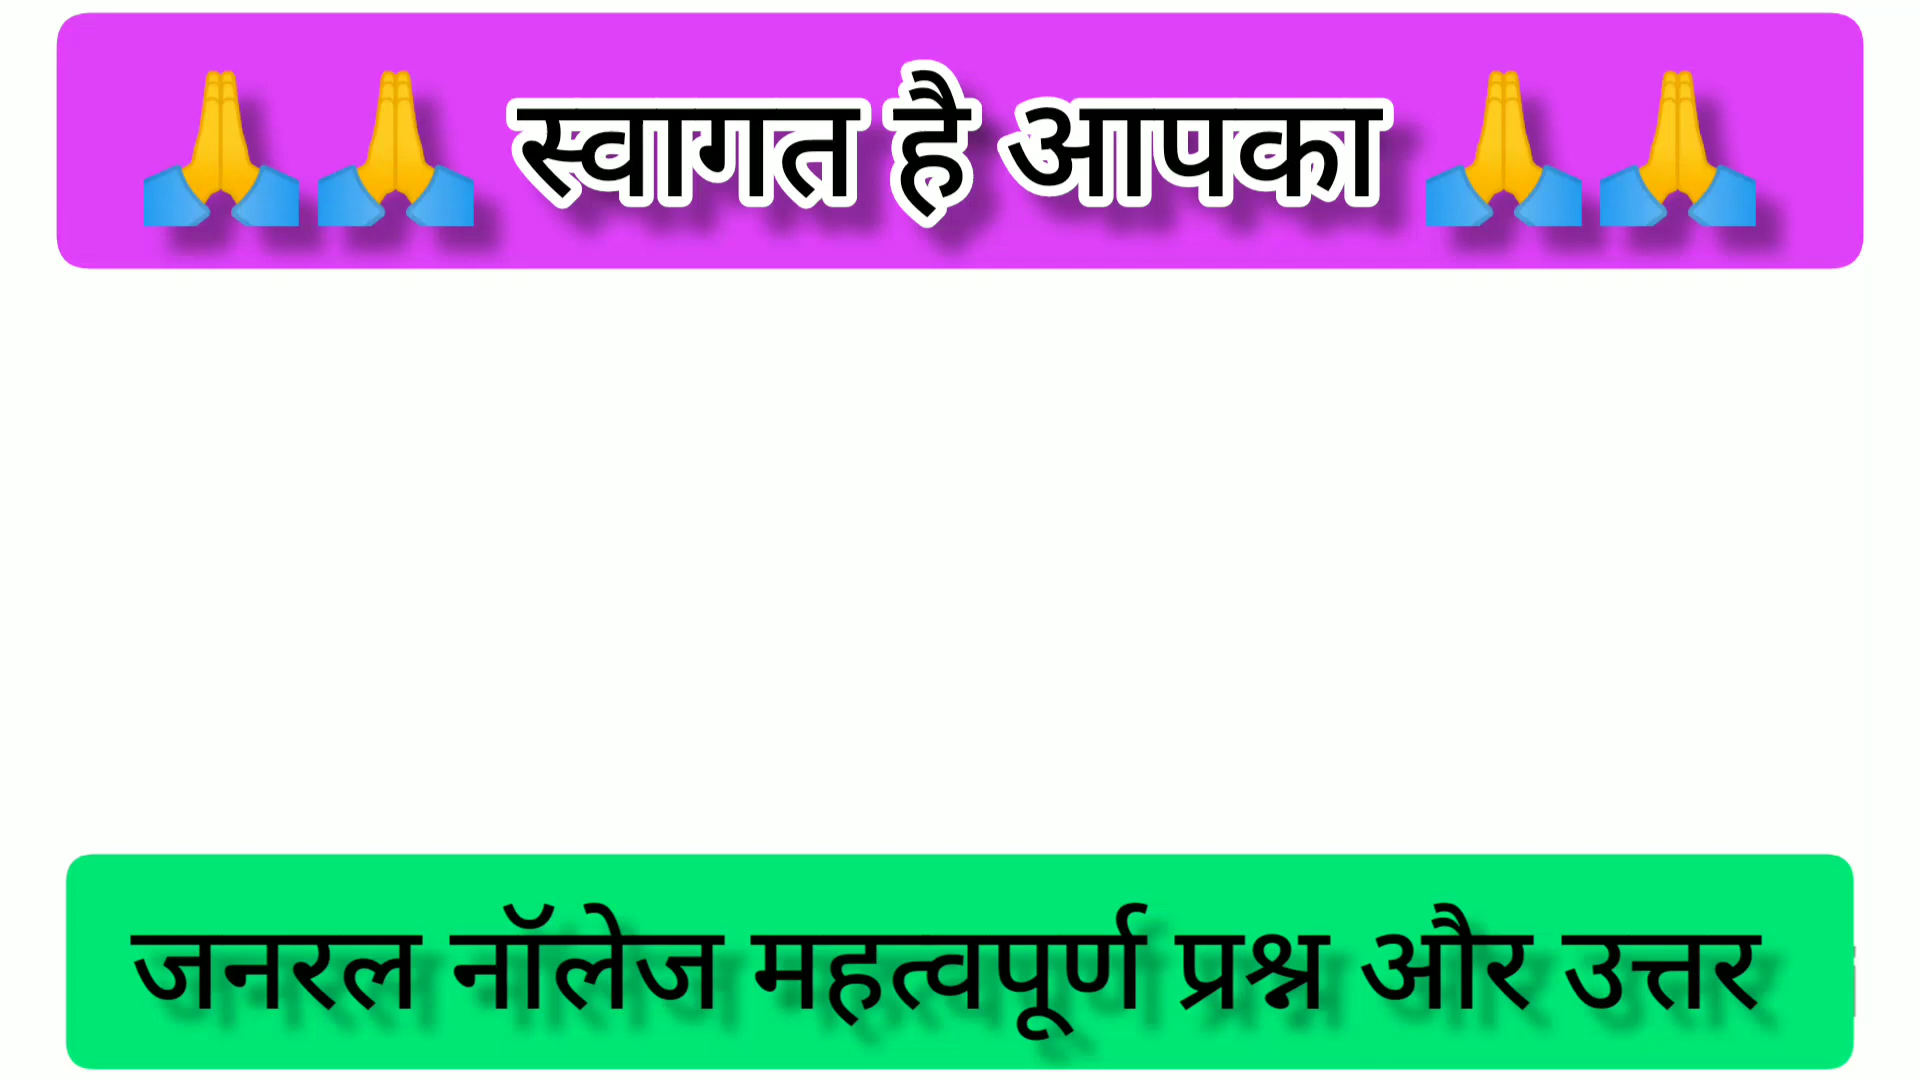 🙏🙏 स्वागत है आपका 🙏🙏
जनरल नॉलेज महत्वपूर्ण प्रश्न और उत्तर